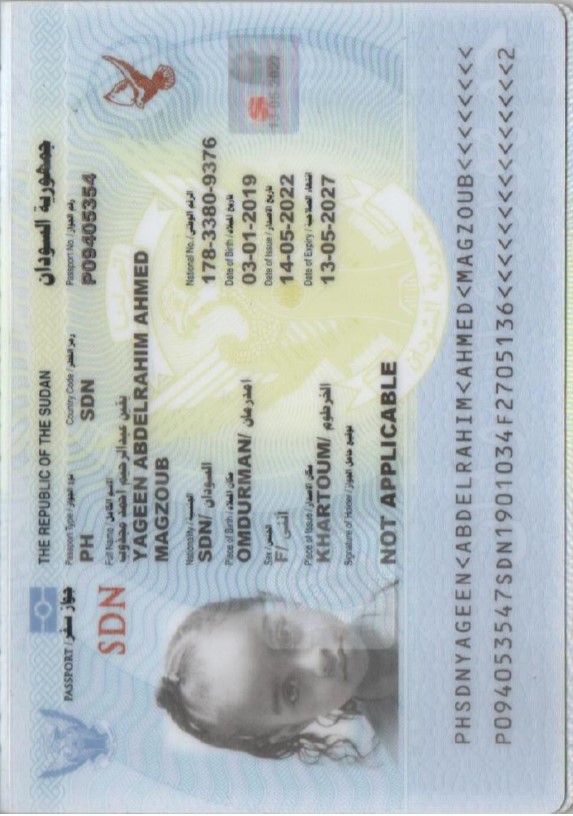 THE REPUBLIC OF THE SUDAN جمهورية السودان
PASSPORT / جواز سفر
Passport Type / نوع الجواز Country Code / رمز القطر Passport No. / رقم الجواز
PH SDN P09405354
SDN
Full Name / الاسم الكامل
يقين عبدالرحيم احمد مجذوب
YAGEEN ABDELRAHIM AHMED
MAGZOUB
Nationality / الجنسية National No. / الرقم الوطني
SDN/ السودان 178-3380-9376
Place of Birth / مكان الميلاد Date of Birth / تاريخ الميلاد
OMDURMAN/ امدرمان 03-01-2019
Sex / الجنس Date of Issue / تاريخ الاصدار
F/ أنثى 14-05-2022
13-05-2027
Place of Issue / مكان الاصدار Date of Expiry / انتهاء الصلاحية
KHARTOUM/ الخرطوم 13-05-2027
Signature of Holder / توقيع حامل الجواز
NOT APPLICABLE
جمهورية السودان
PHSDNYAGEEN<ABDELRAHIM<AHMED<MAGZOUB<<<<<<<<
P094053547SDN1901034F2705136<<<<<<<<<<<<<<<2